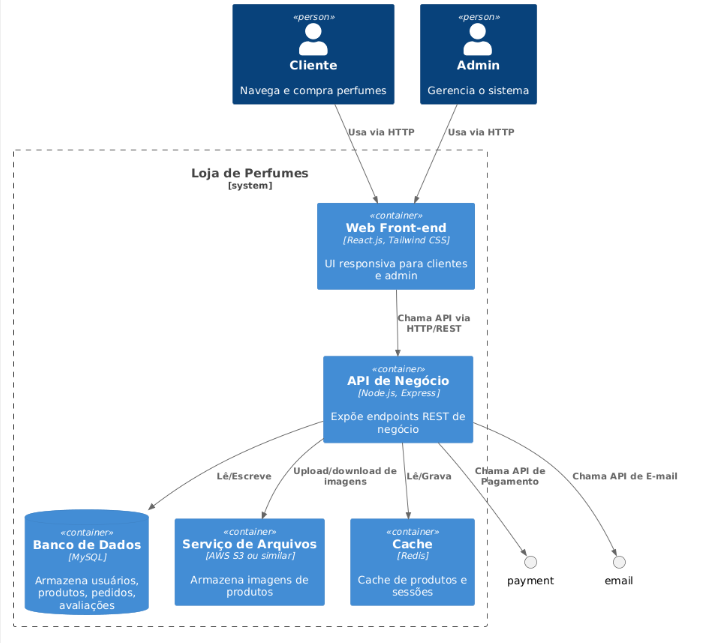 «person»
Cliente
Navega e compra perfumes
«person»
Admin
Gerencia o sistema
Usa via HTTP
Usa via HTTP
Loja de Perfumes
[system]
«container»
Web Front-end
[React.js, Tailwind CSS]
UI responsiva para clientes
e admin
Chama API via
HTTP/REST
«container»
API de Negócio
[Node.js, Express]
Expõe endpoints REST de
negócio
Lê/Escreve
Upload/download de
imagens
Lê/Grava
Chama API de
Pagamento
Chama API de E-mail
«container»
Banco de Dados
[MySQL]
Armazena usuários,
produtos, pedidos,
avaliações
«container»
Serviço de Arquivos
[AWS S3 ou similar]
Armazena imagens de
produtos
«container»
Cache
[Redis]
Cache de produtos e
sessões
payment
email